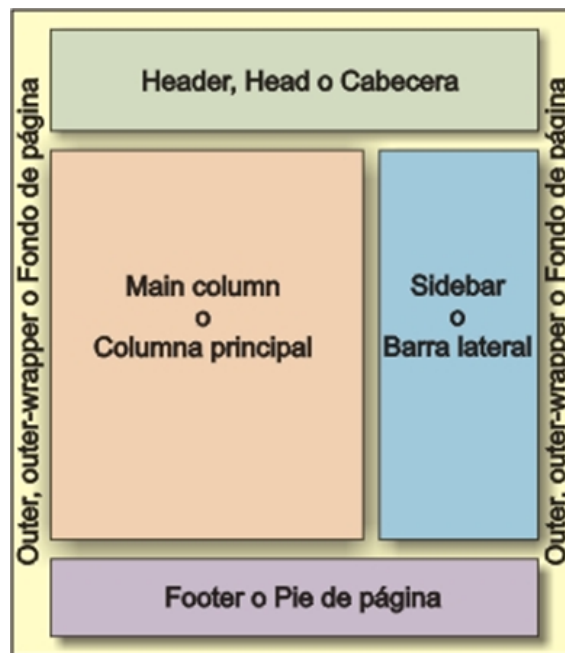 Header, Head o Cabecera
Outer, outer-wrapper o Fondo de página
Main column
o
Columna principal
Sidebar
o
Barra lateral
Outer, outer-wrapper o Fondo de página
Footer o Pie de página